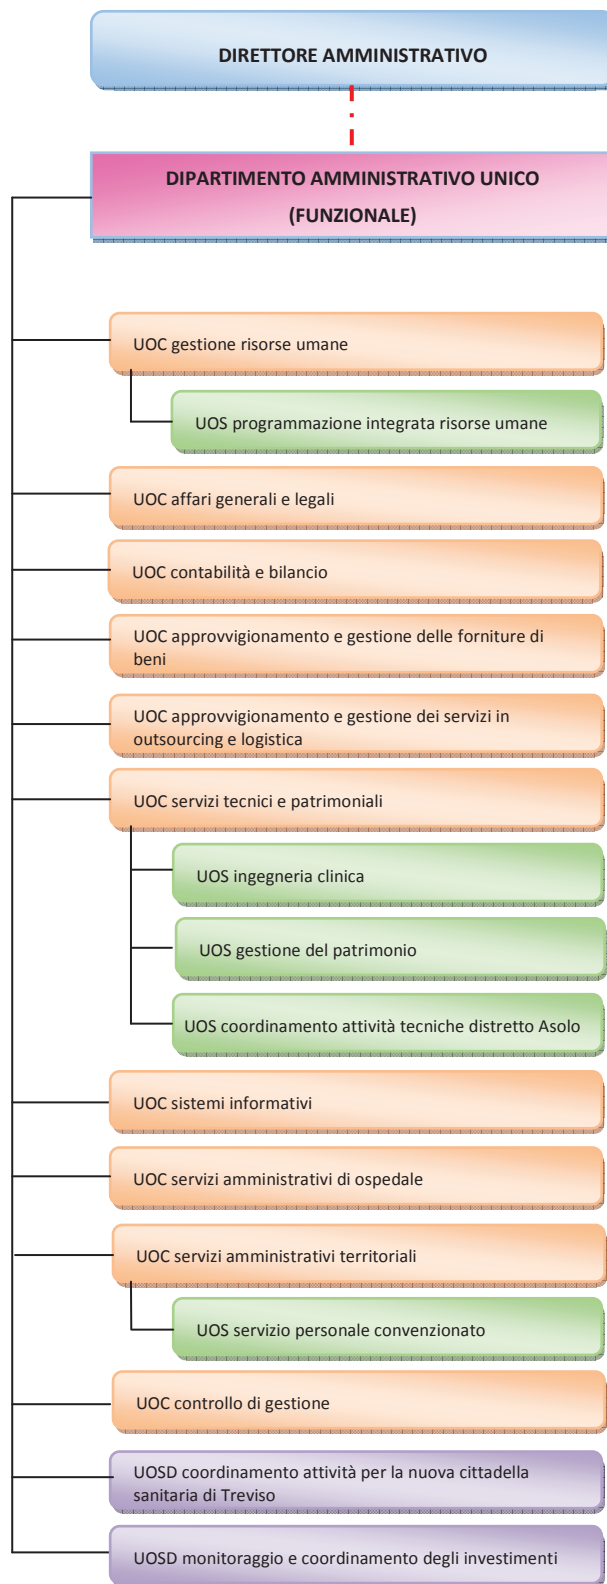 DIRETTORE AMMINISTRATIVO
DIPARTIMENTO AMMINISTRATIVO UNICO
(FUNZIONALE)
UOC gestione risorse umane
UOS programmazione integrata risorse umane
UOC affari generali e legali
UOC contabilità e bilancio
UOC approvvigionamento e gestione delle forniture di
beni
UOC approvvigionamento e gestione dei servizi in
outsourcing e logistica
UOC servizi tecnici e patrimoniali
UOS ingegneria clinica
UOS gestione del patrimonio
UOS coordinamento attività tecniche distretto Asolo
UOC sistemi informativi
UOC servizi amministrativi di ospedale
UOC servizi amministrativi territoriali
UOS servizio personale convenzionato
UOC controllo di gestione
UOSD coordinamento attività per la nuova cittadella
sanitaria di Treviso
UOSD monitoraggio e coordinamento degli investimenti